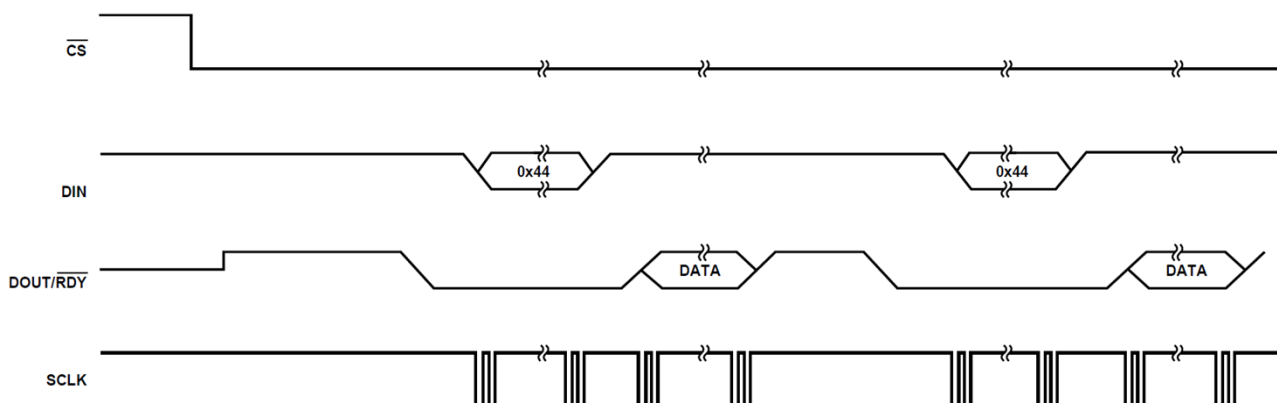 CS
DIN
0x44
0x44
DOUT/RDY
DATA
DATA
SCLK